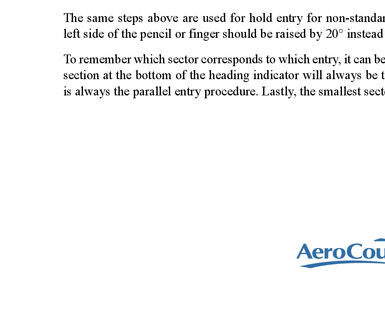 The same steps above are used for hold entry for non-standar
left side of the pencil or finger should be raised by 20° instead
To remember which sector corresponds to which entry, it can be
section at the bottom of the heading indicator will always be t
is always the parallel entry procedure. Lastly, the smallest secto
AeroCou